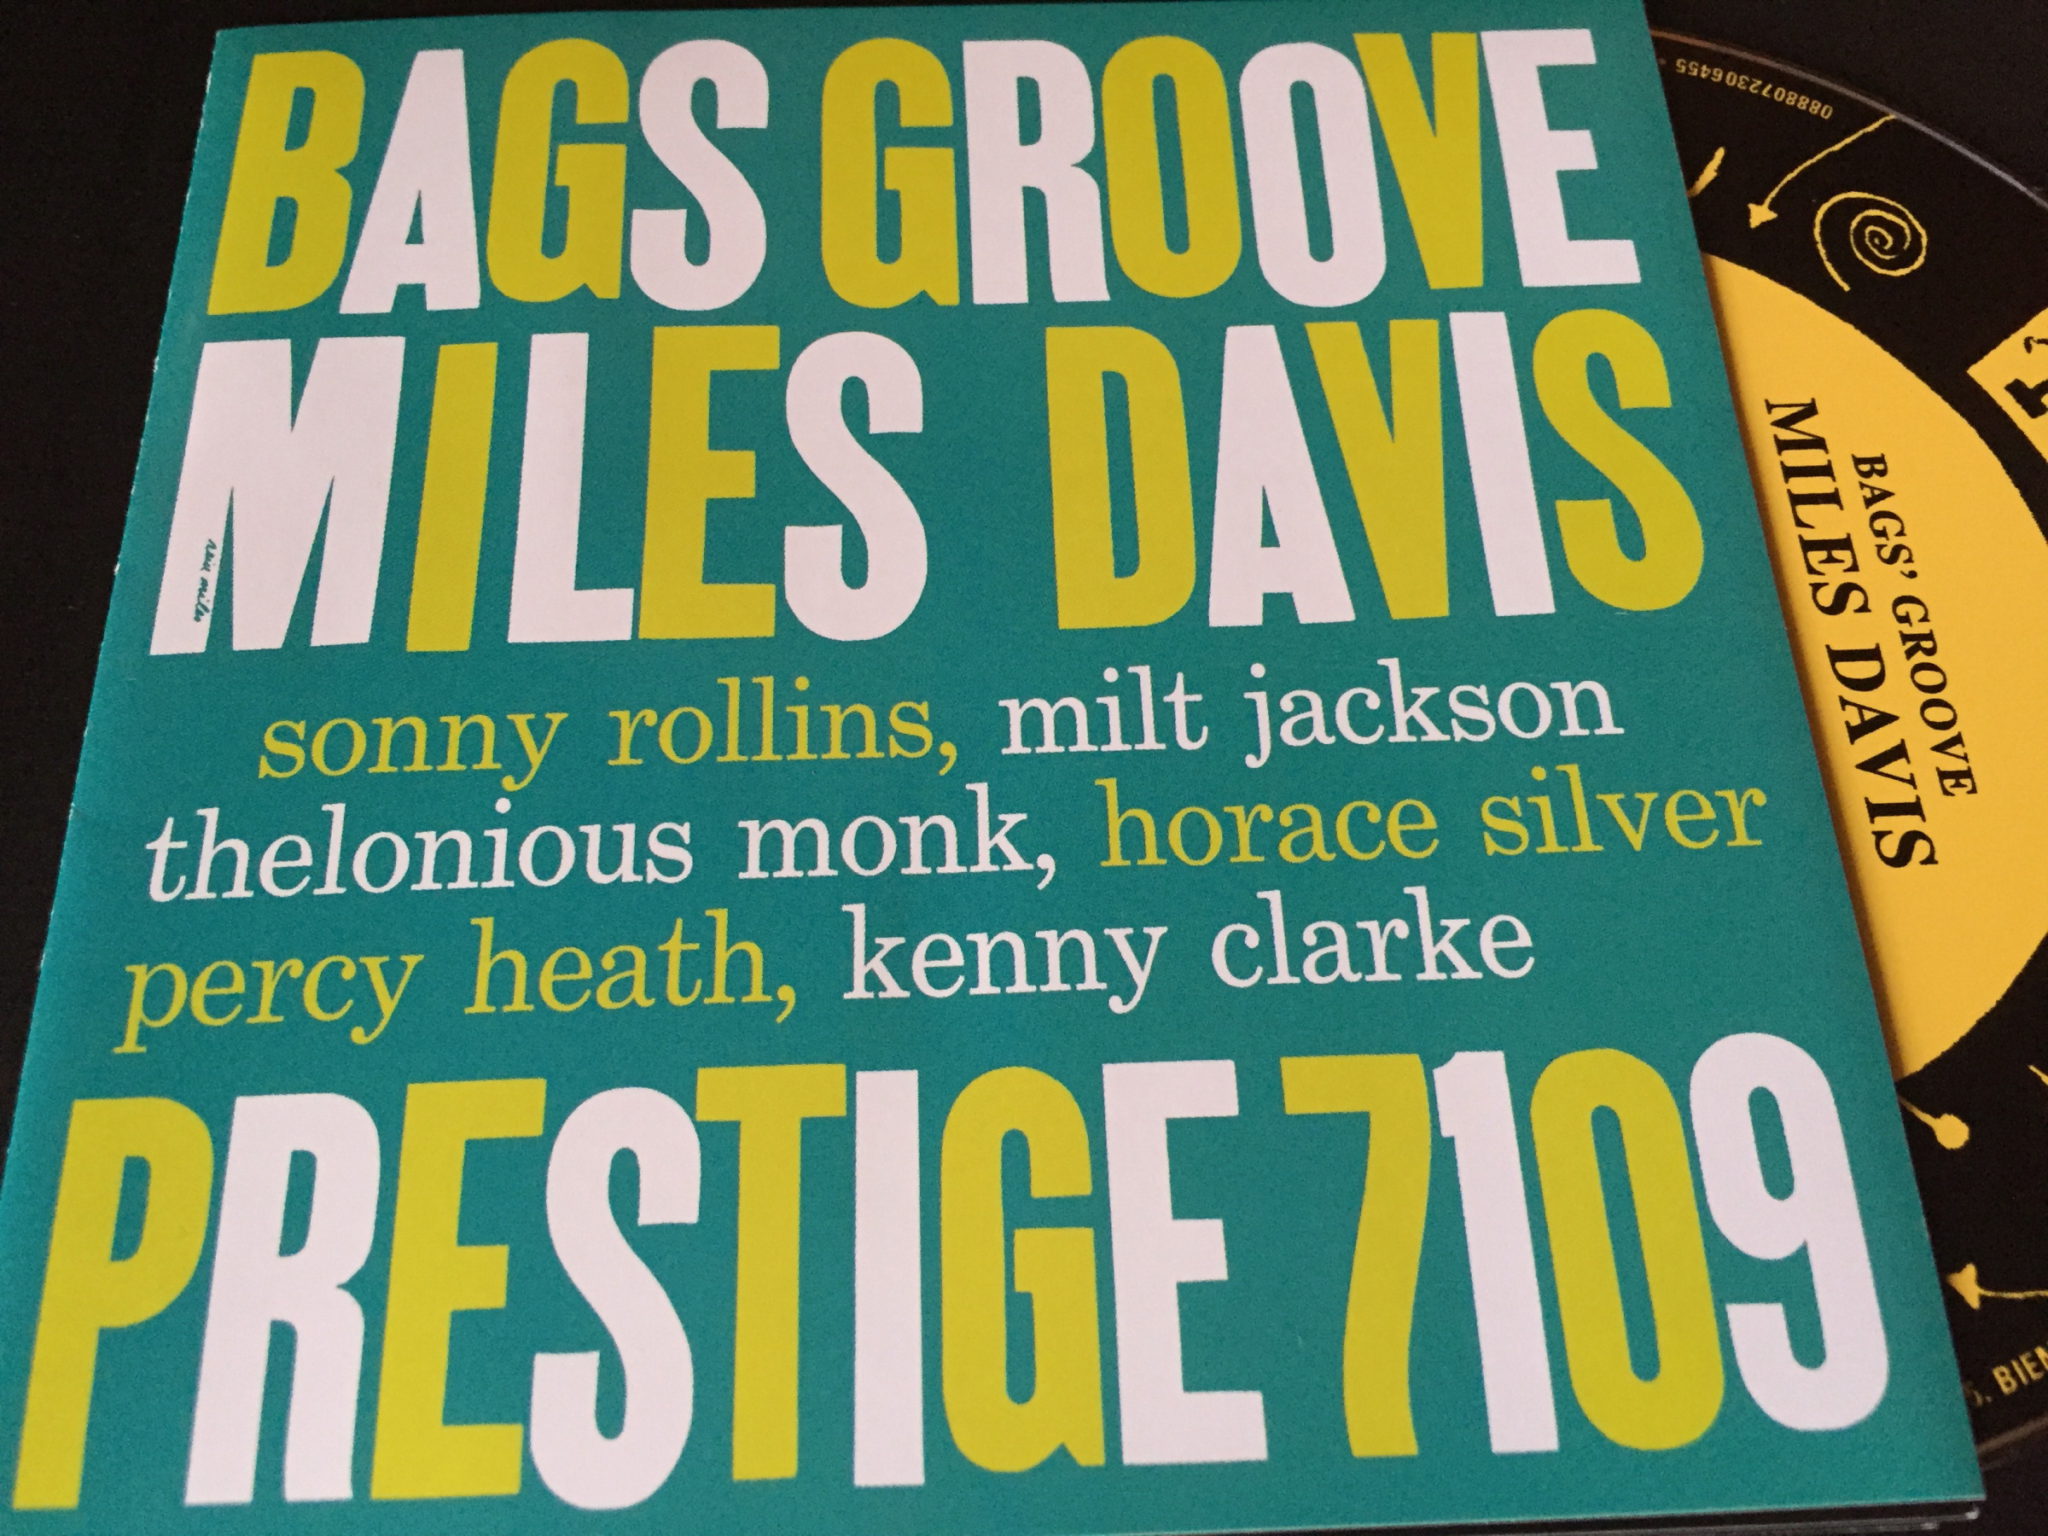 BAGS GROOVE
MILES DAVIS
sonny rollins, milt jackson
thelonious monk, horace silver
percy heath, kenny clarke
PRESTIGE 7109
0888072306455
BAGS' GROOVE
MILES DAVIS